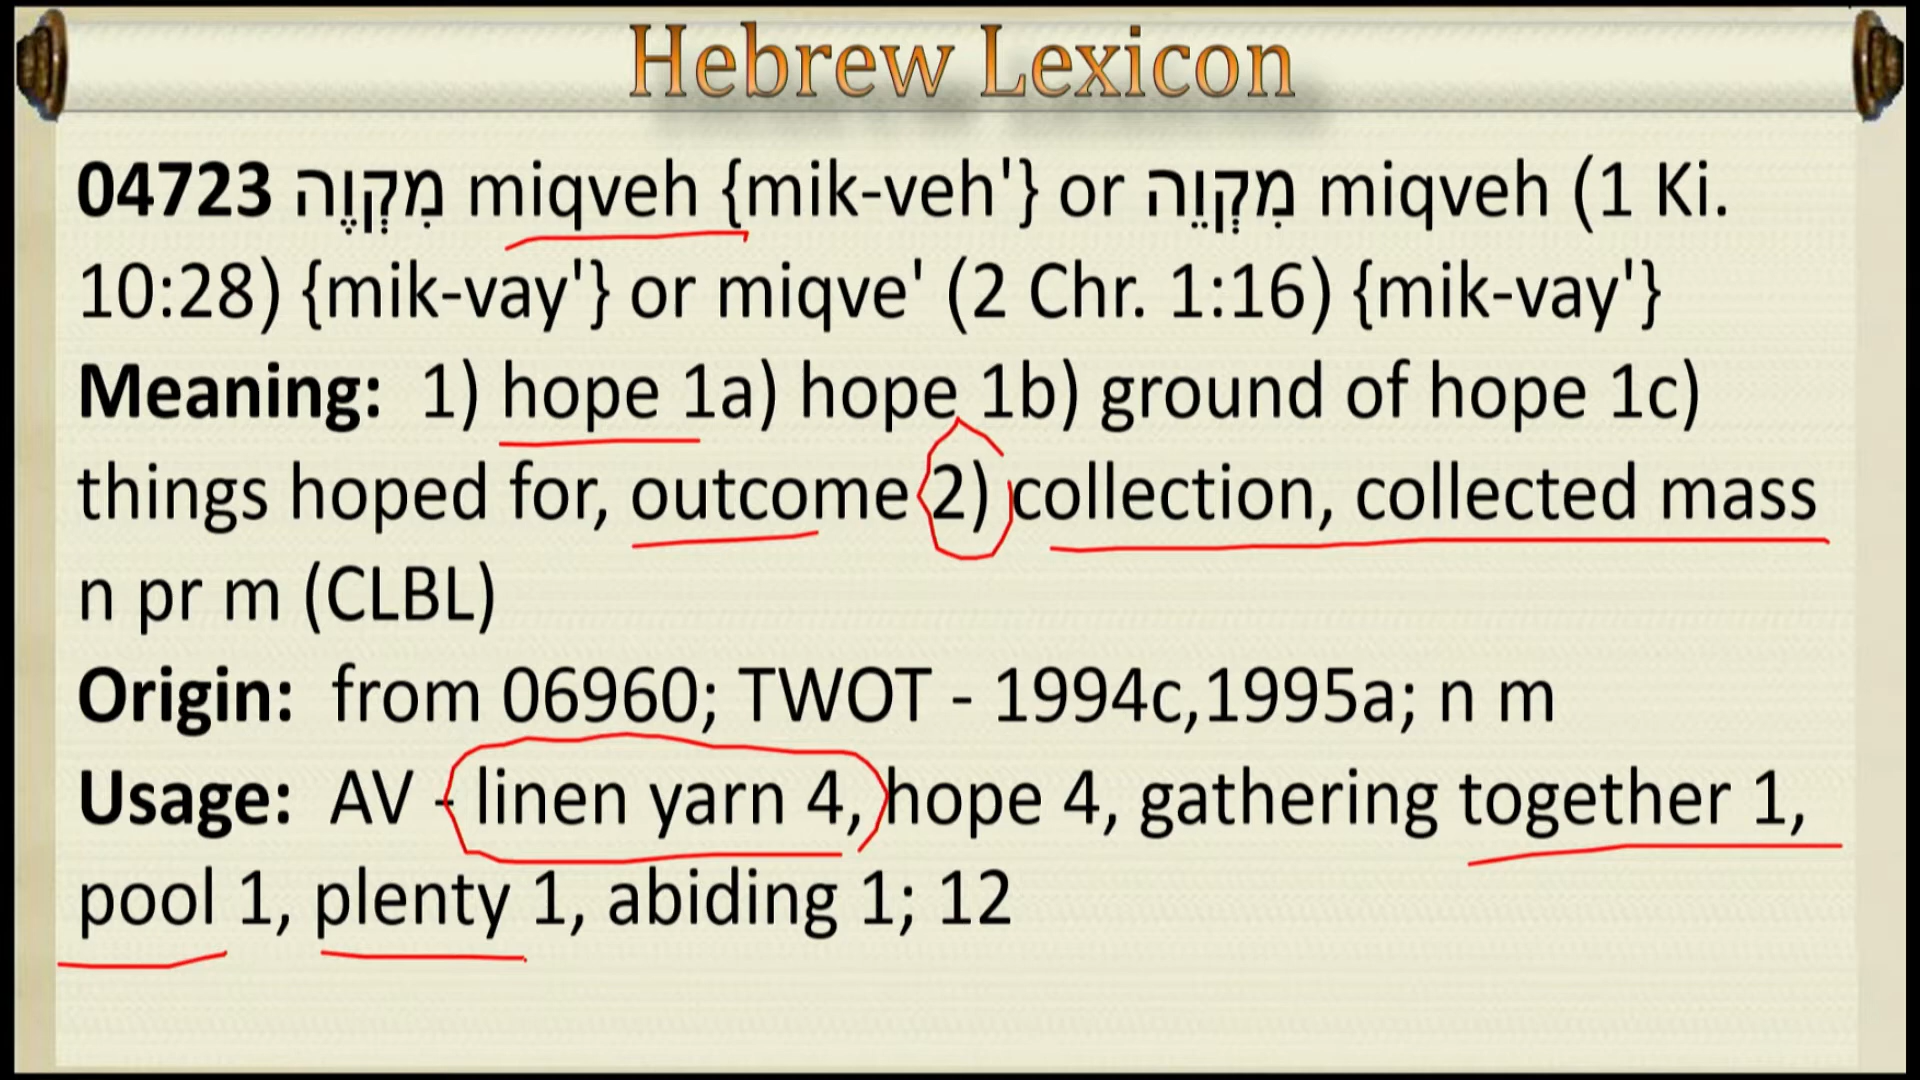 Hebrew Lexicon
04723 מִקְוֶה miqveh {mik-veh'} or מִקְוֵה miqveh (1 Ki.
10:28) {mik-vay'} or miqve' (2 Chr. 1:16) {mik-vay'}
Meaning: 1) hope 1a) hope 1b) ground of hope 1c)
things hoped for, outcome 2) collection, collected mass
n pr m (CLBL)
Origin: from 06960; TWOT - 1994c,1995a; n m
Usage: AV - linen yarn 4, hope 4, gathering together 1,
pool 1, plenty 1, abiding 1; 12